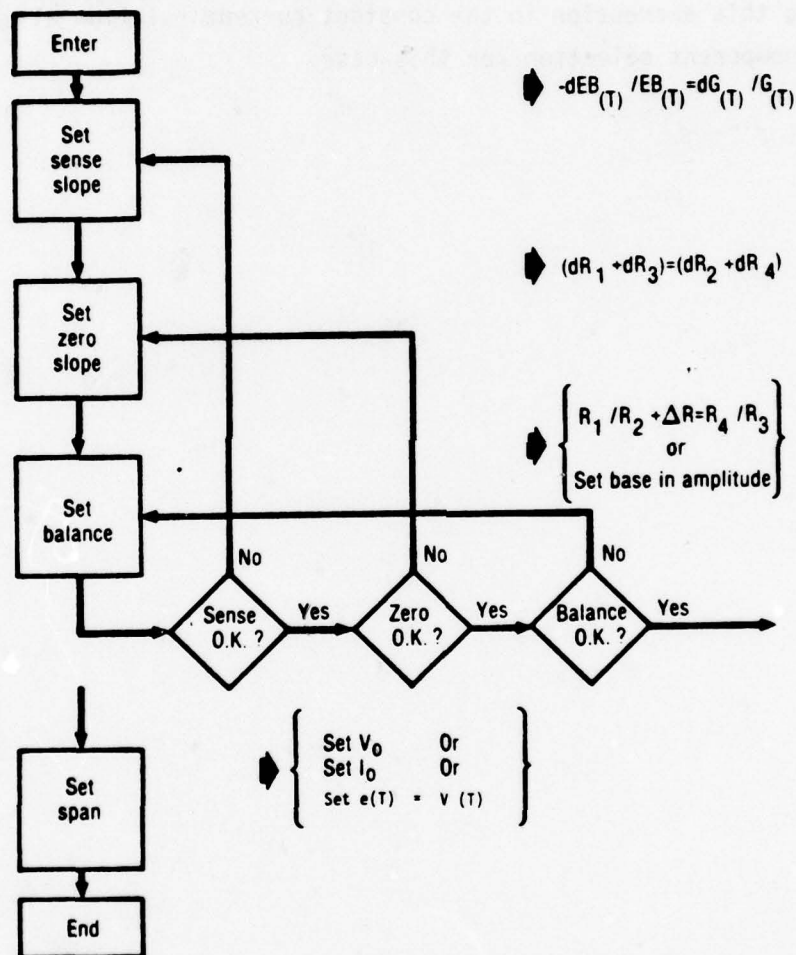 Enter
-dEB(T) /EB(T)=dG(T) /G(T)
Set
sense
slope
(dR1 +dR3)=(dR2 +dR4)
Set
zero
slope
R1 /R2 +ΔR=R4 /R3
or
Set base in amplitude
Set
balance
No
No
No
Sense
O.K. ?
Yes
Zero
O.K. ?
Yes
Balance
O.K. ?
Yes
Set V0 Or
Set I0 Or
Set e(T) = V (T)
Set
span
End